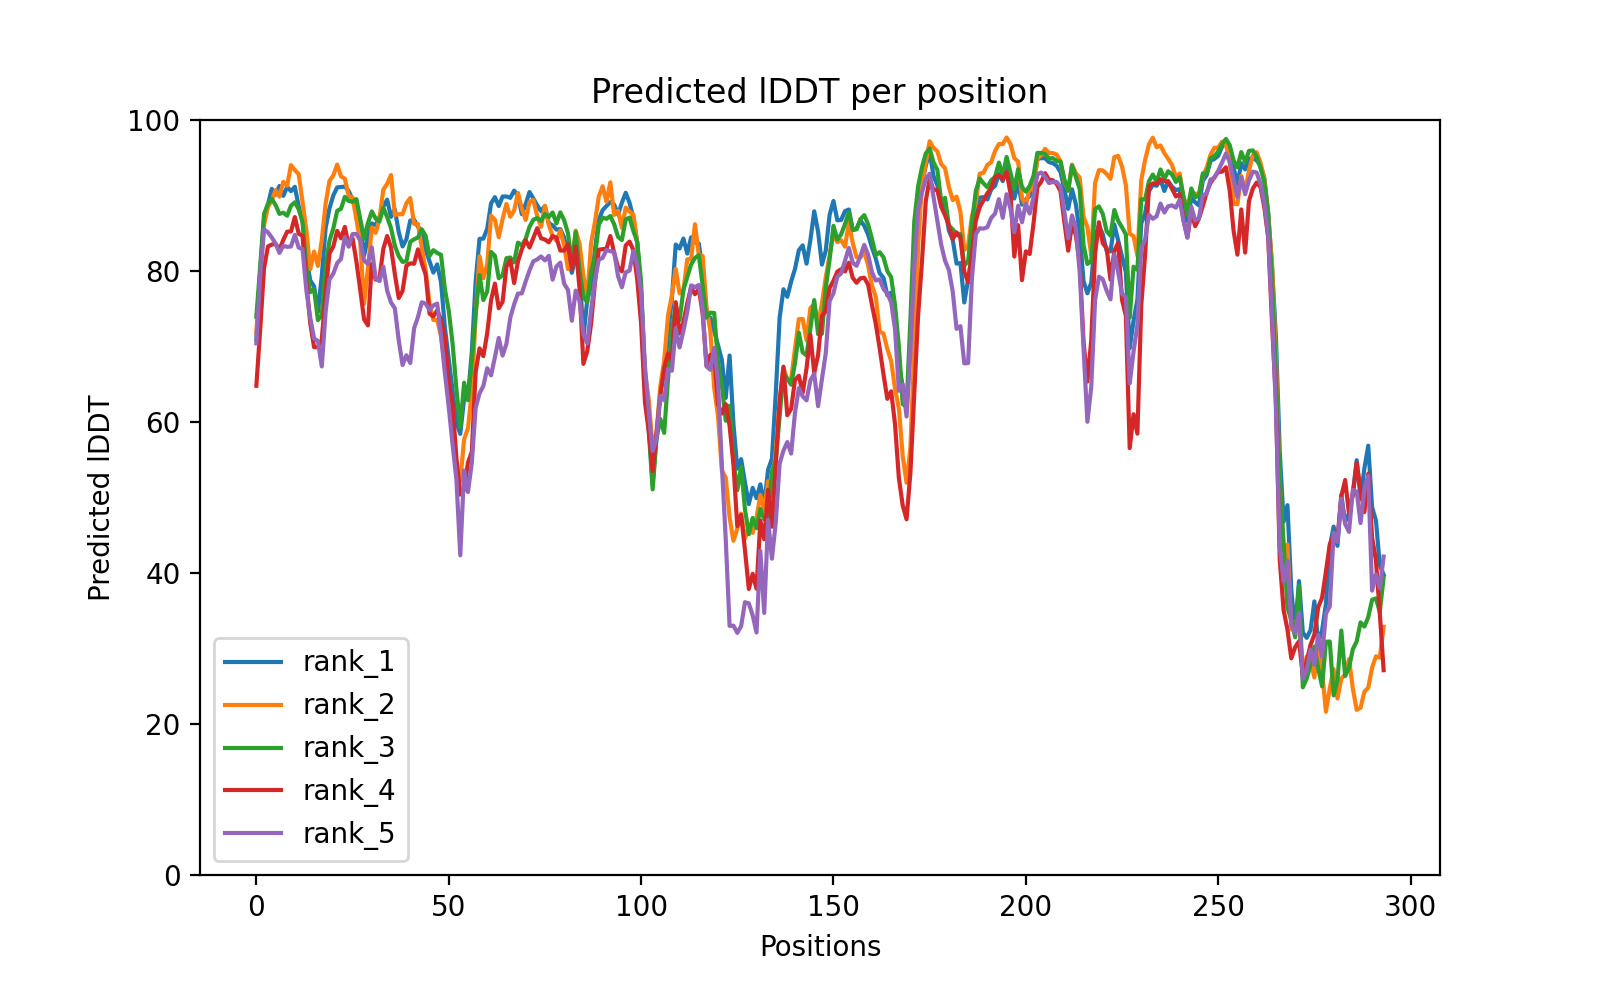 Predicted lDDT per position
100
80
60
40
20
0
Predicted lDDT
rank_1
rank_2
rank_3
rank_4
rank_5
0 50 100 150 200 250 300
Positions